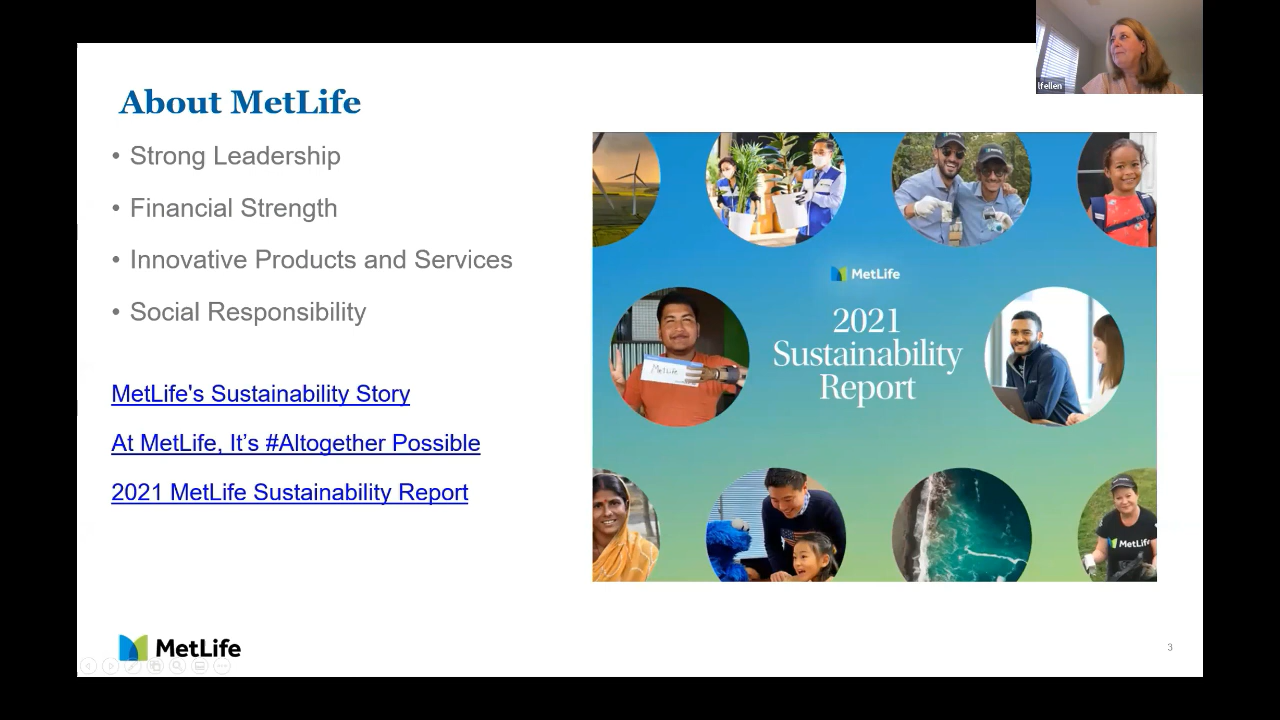 lfellen
About MetLife
• Strong Leadership
• Financial Strength
• Innovative Products and Services
• Social Responsibility
MetLife's Sustainability Story
At MetLife, It’s #Altogether Possible
2021 MetLife Sustainability Report
MetLife
2021
Sustainability
Report
MetLife
MetLife
MetLife
3